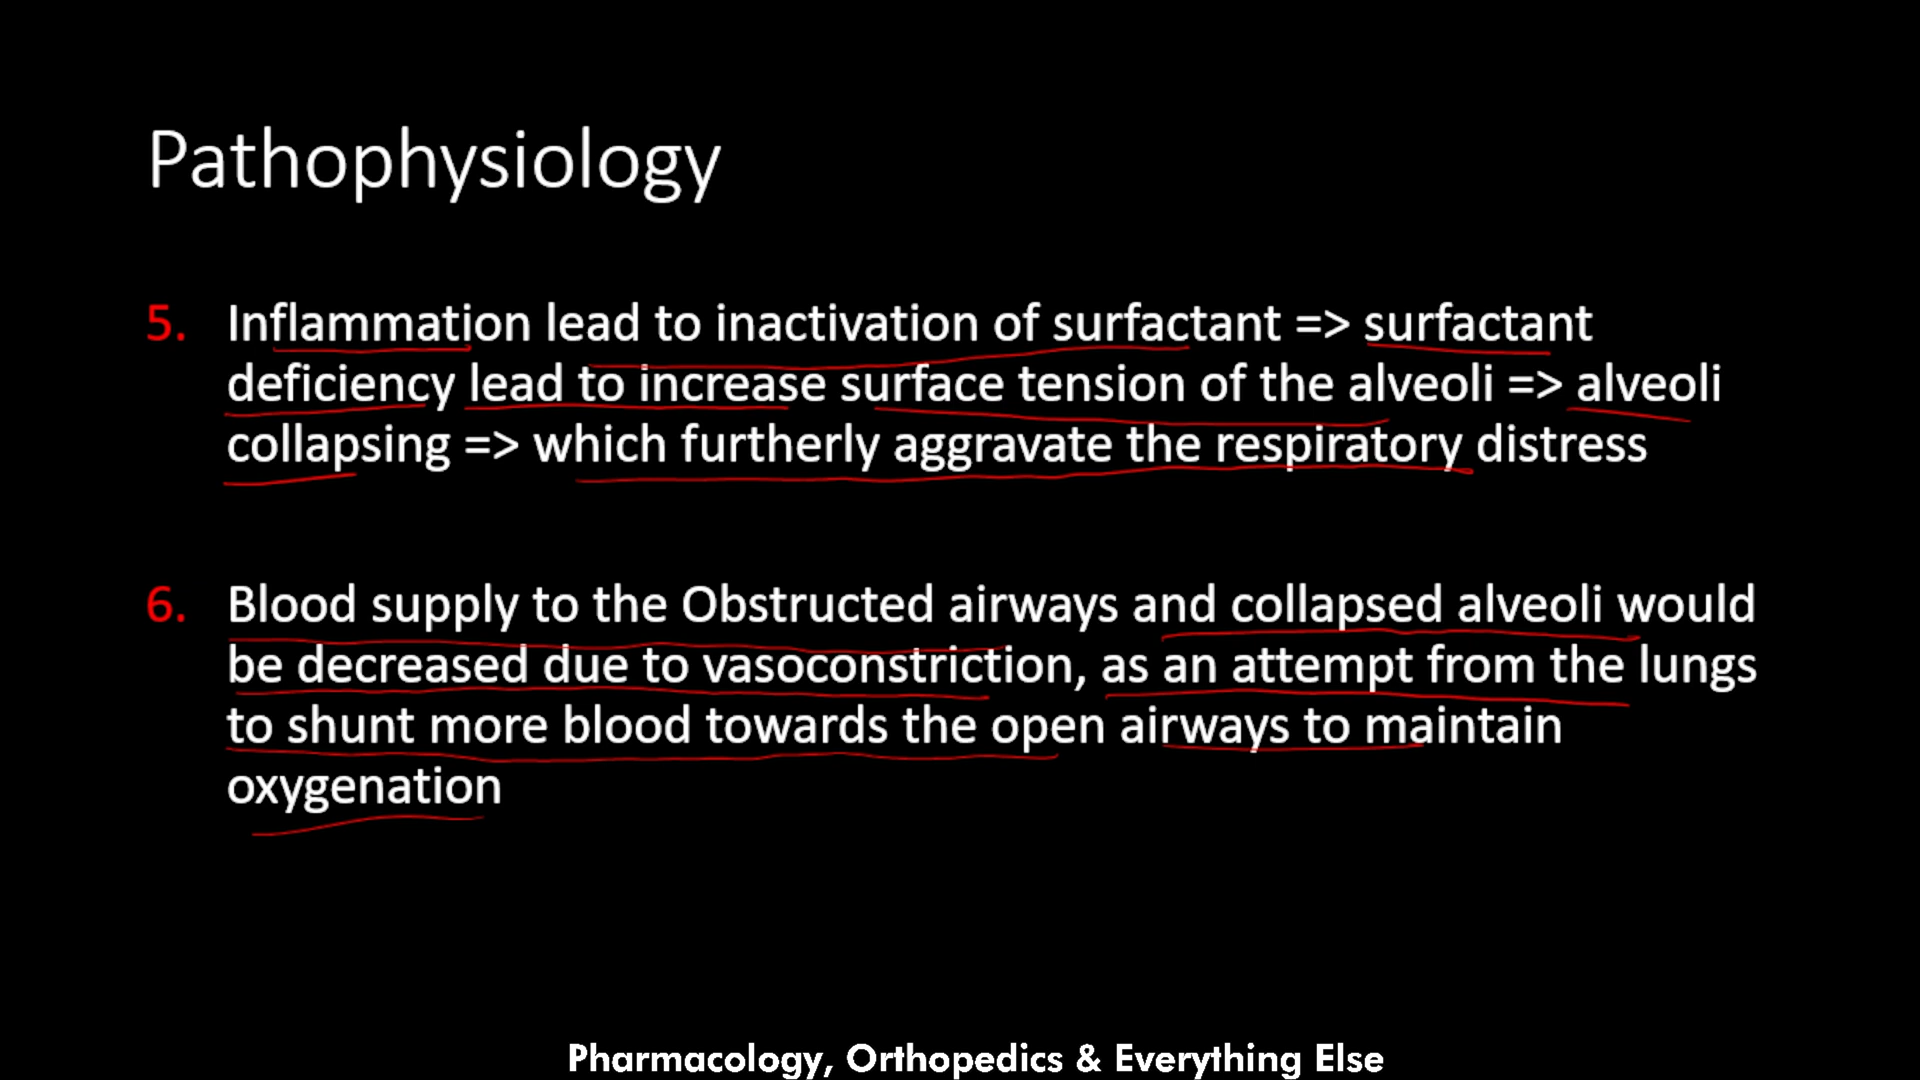 Pathophysiology
5. Inflammation lead to inactivation of surfactant => surfactant
deficiency lead to increase surface tension of the alveoli => alveoli
collapsing => which furtherly aggravate the respiratory distress
6. Blood supply to the Obstructed airways and collapsed alveoli would
be decreased due to vasoconstriction, as an attempt from the lungs
to shunt more blood towards the open airways to maintain
oxygenation
Pharmacology, Orthopedics & Everything Else